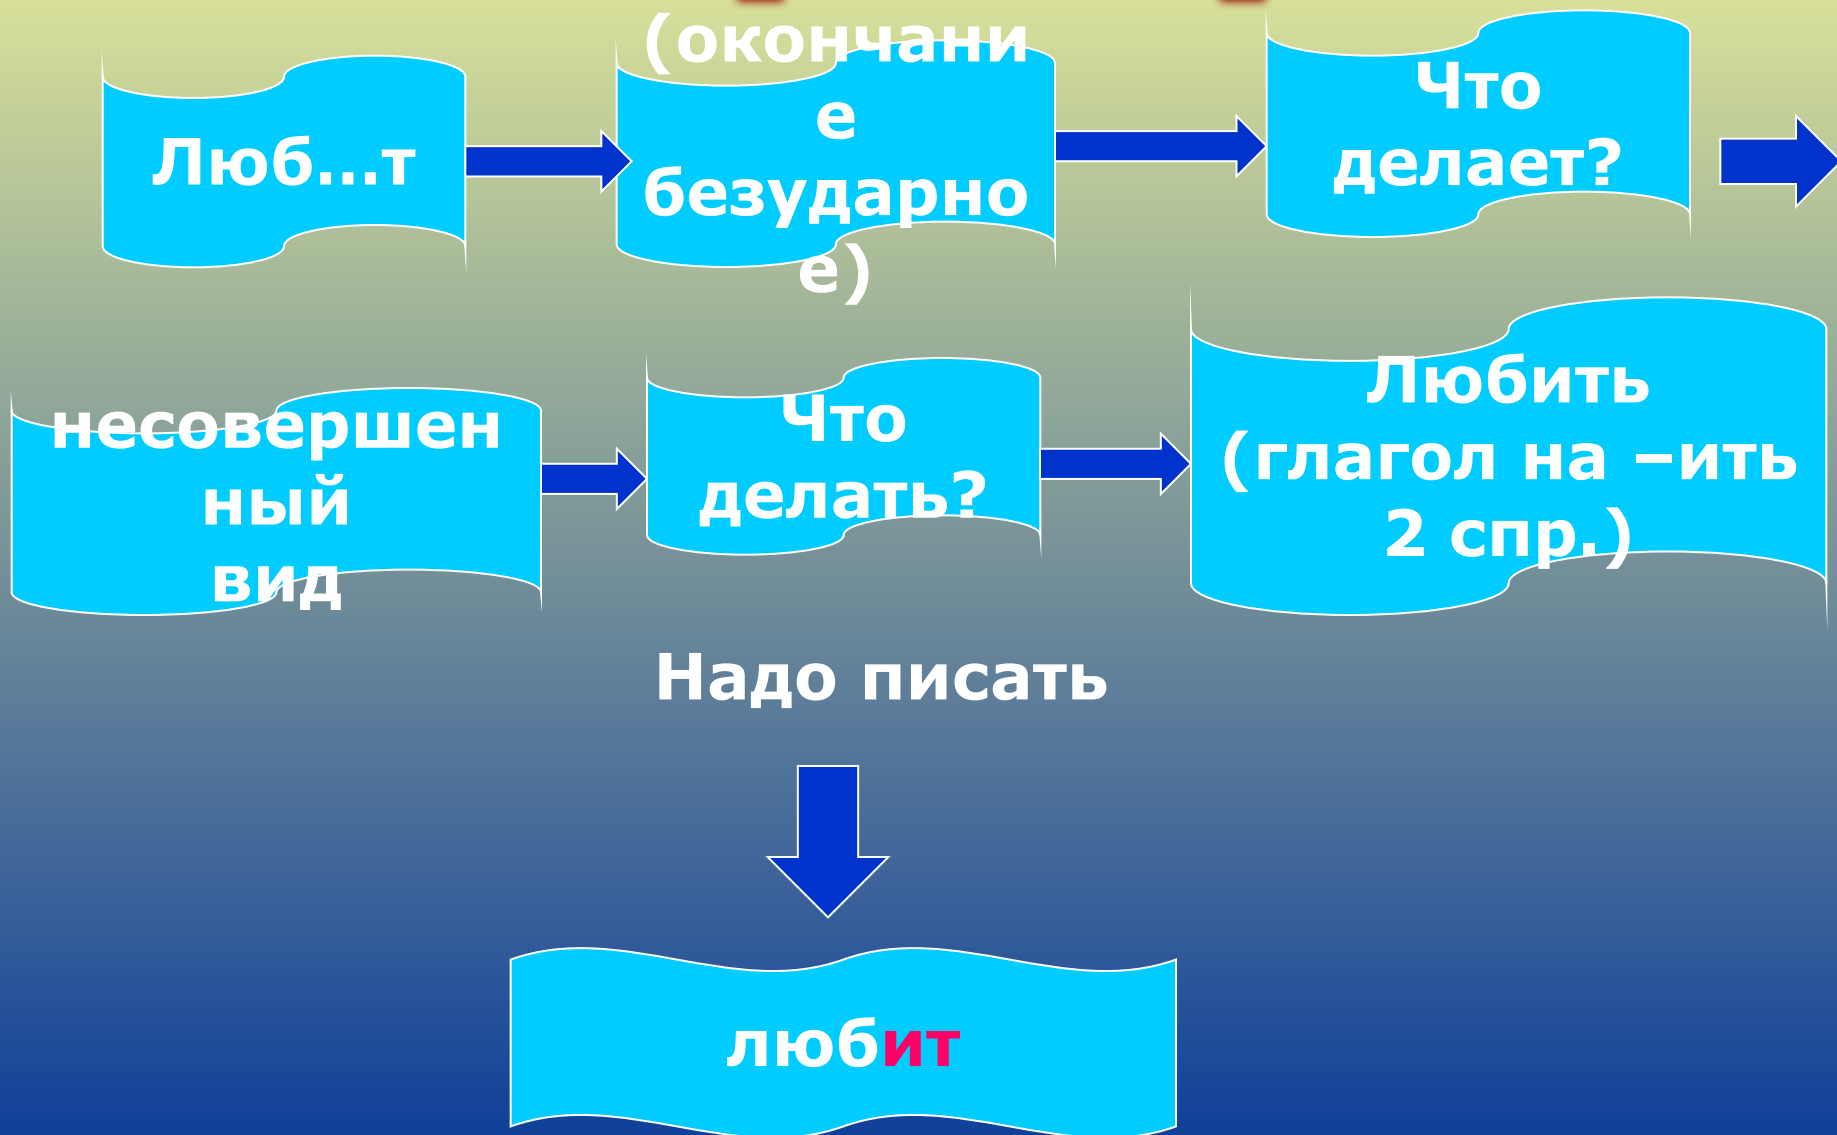 Люб…т
(окончани
е
безударно
е)
Что
делает?
несовершен
ный
вид
Что
делать?
Любить
(глагол на –ить
2 спр.)
Надо писать
любит